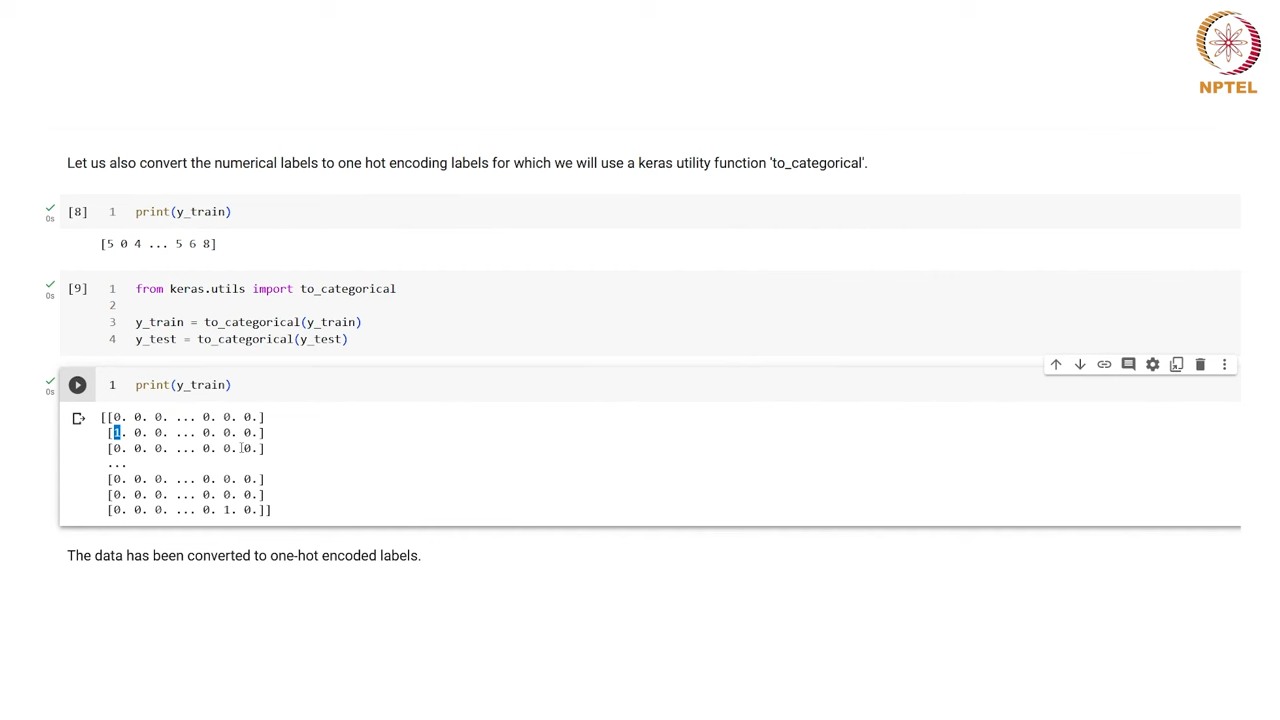 NPTEL
Let us also convert the numerical labels to one hot encoding labels for which we will use a keras utility function 'to_categorical'.
0s [8] 1 print(y_train)
[5 0 4 ... 5 6 8]
0s [9] 1 from keras.utils import to_categorical
2
3 y_train = to_categorical(y_train)
4 y_test = to_categorical(y_test)
0s 1 print(y_train)
[[0. 0. 0. ... 0. 0. 0.]
[1. 0. 0. ... 0. 0. 0.]
[0. 0. 0. ... 0. 0. 0.]
...
[0. 0. 0. ... 0. 0. 0.]
[0. 0. 0. ... 0. 0. 0.]
[0. 0. 0. ... 0. 1. 0.]]
The data has been converted to one-hot encoded labels.